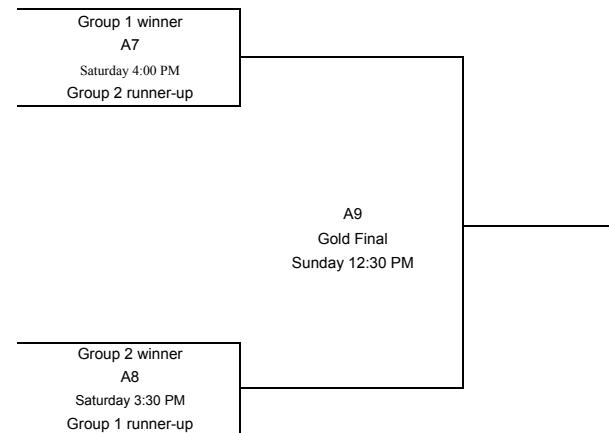 Group 1 winner
A7
Saturday 4:00 PM
Group 2 runner-up
A9
Gold Final
Sunday 12:30 PM
Group 2 winner
A8
Saturday 3:30 PM
Group 1 runner-up